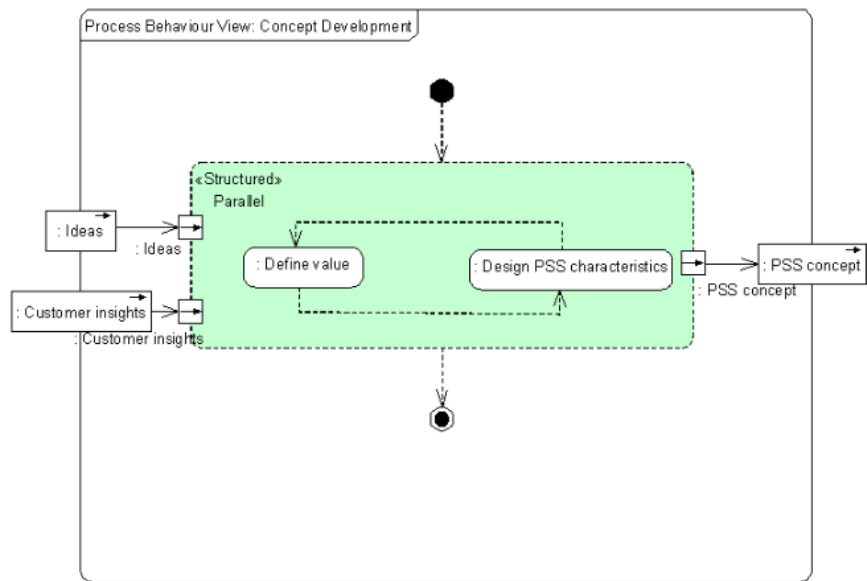 Process Behaviour View: Concept Development
«Structured»
Parallel
: Ideas
: Ideas
: Define value
: Design PSS characteristics
: PSS concept
: PSS concept
: Customer insights
: Customer insights